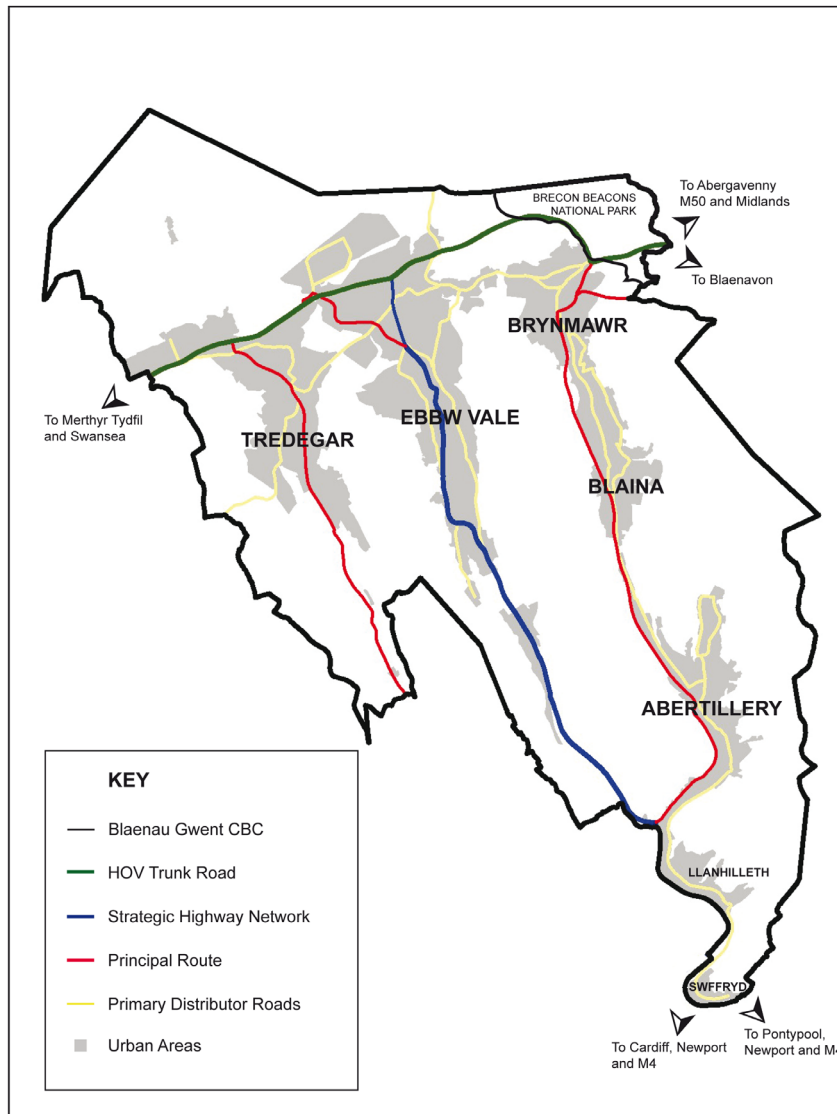 To Abergavenny
M50 and Midlands
BRECON BEACONS
NATIONAL PARK
To Blaenavon
BRYNMAWR
To Merthyr Tydfil
and Swansea
EBBW VALE
TREDEGAR
BLAINA
ABERTILLERY
LLANHILLETH
SWFFRYD
To Cardiff, Newport
and M4
To Pontypool,
Newport and M4
KEY
Blaenau Gwent CBC
HOV Trunk Road
Strategic Highway Network
Principal Route
Primary Distributor Roads
Urban Areas